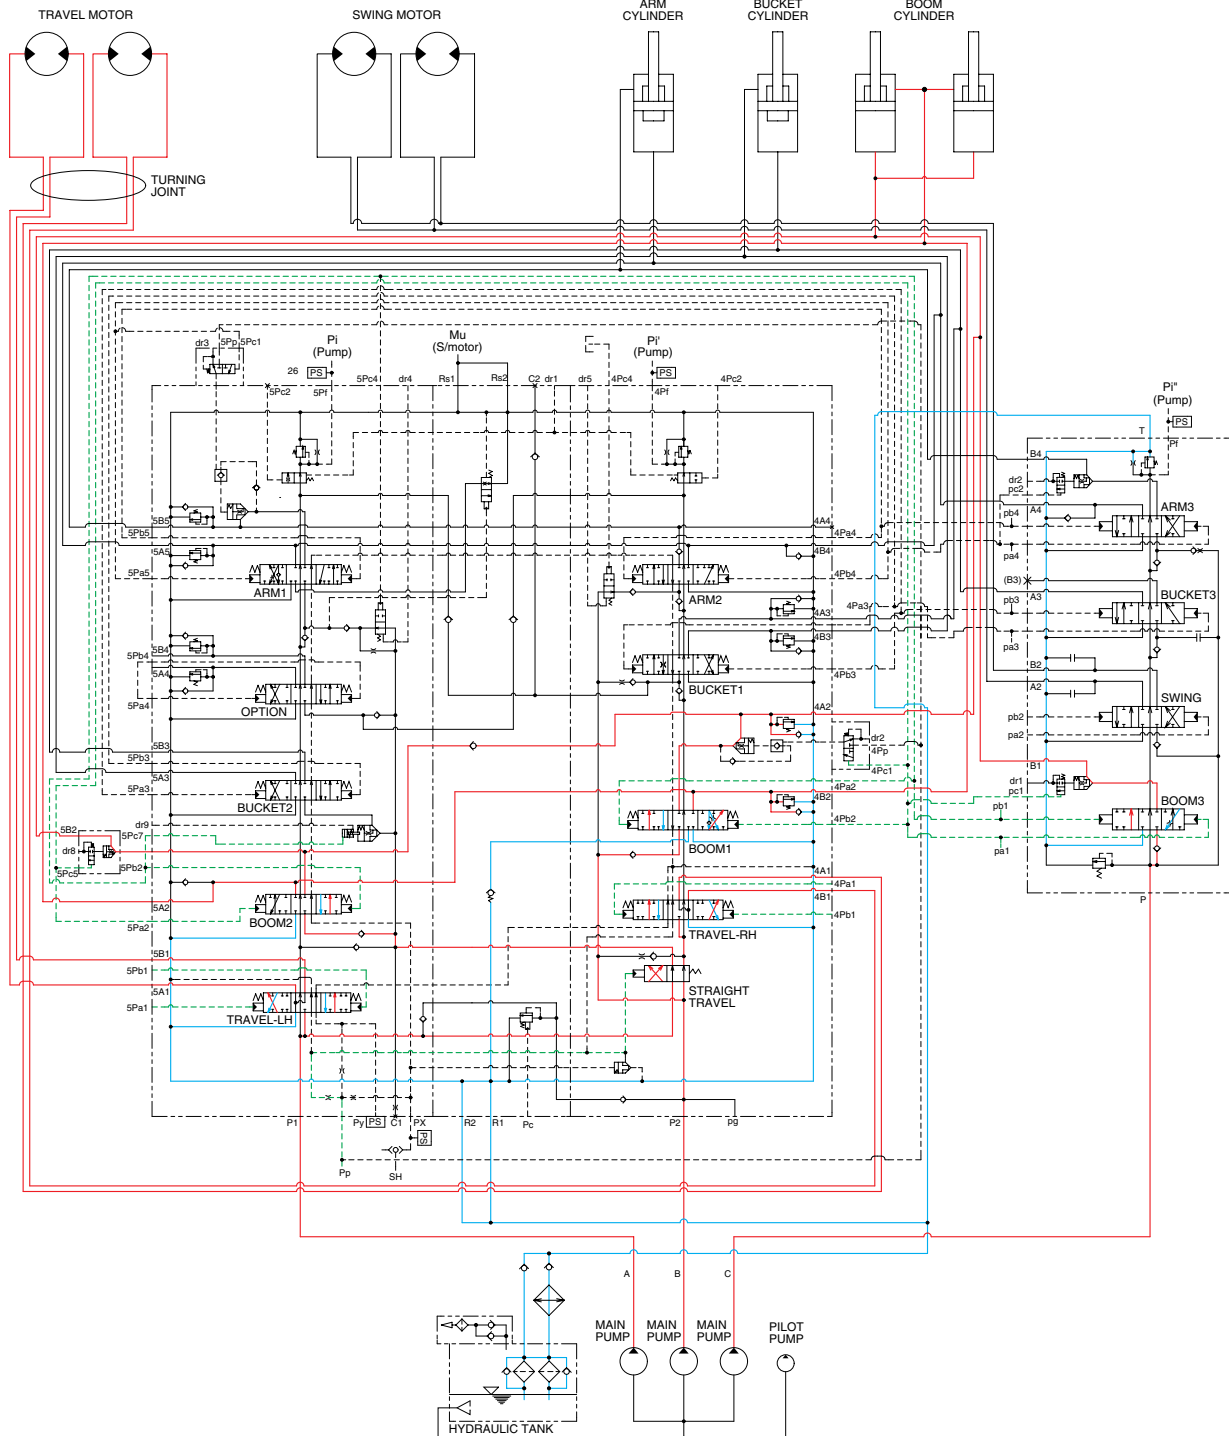 TRAVEL MOTOR
SWING MOTOR
ARM
CYLINDER
BUCKET
CYLINDER
BOOM
CYLINDER
TURNING
JOINT
dr3
5Pp
5Pc1
Pi
(Pump)
Mu
(S/motor)
Pi'
(Pump)
26
PS
5Pc2
5Pf
5Pc4
dr4
Rs1
Rs2
C2
dr1
dr5
4Pc4
4Pf
PS
4Pc2
Pi"
(Pump)
PS
T
Pf
B4
dr2
pc2
A4
pb4
ARM3
pa4
(B3)
A3
pb3
BUCKET3
pa3
B2
A2
SWING
pb2
pa2
B1
dr1
pc1
pb1
BOOM3
pa1
P
5B5
5Pb5
5A5
5Pa5
ARM1
4A4
4Pa4
4B4
4Pb4
ARM2
4Pa3
4A3
4B3
4Pb3
BUCKET1
5B4
5Pb4
5A4
5Pa4
OPTION
4A2
dr2
4Pp
4Pc1
4Pa2
4B2
4Pb2
BOOM1
5B3
5Pb3
5A3
5Pa3
BUCKET2
dr9
5B2
5Pc7
dr8
5Pc5
5Pb2
5A2
5Pa2
BOOM2
4A1
4Pa1
4B1
4Pb1
TRAVEL-RH
5B1
5Pb1
5A1
5Pa1
TRAVEL-LH
STRAIGHT
TRAVEL
P1
Py
PS
C1
PX
PS
R2
R1
Pc
P2
pg
Pp
SH
A
B
C
MAIN
PUMP
MAIN
PUMP
MAIN
PUMP
PILOT
PUMP
HYDRAULIC TANK